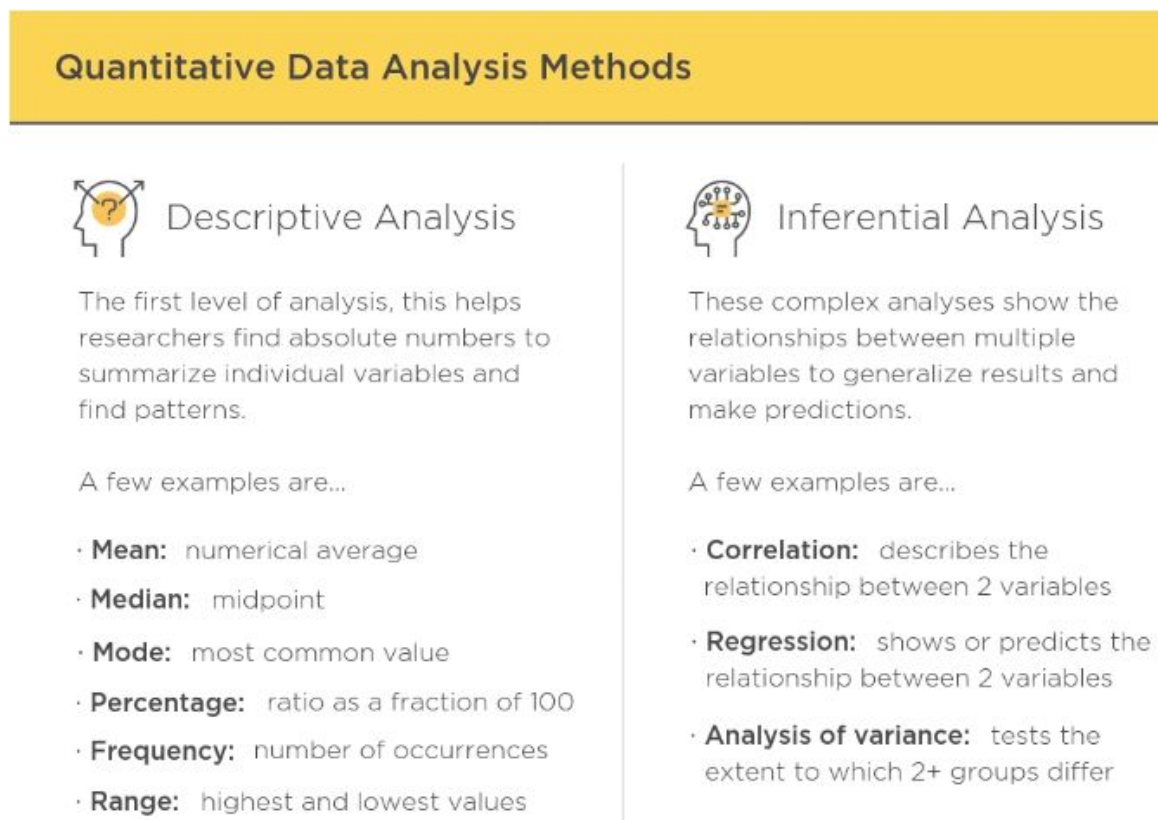 Quantitative Data Analysis Methods
?
Descriptive Analysis
The first level of analysis, this helps
researchers find absolute numbers to
summarize individual variables and
find patterns.
A few examples are...
· Mean: numerical average
· Median: midpoint
· Mode: most common value
· Percentage: ratio as a fraction of 100
· Frequency: number of occurrences
· Range: highest and lowest values
Inferential Analysis
These complex analyses show the
relationships between multiple
variables to generalize results and
make predictions.
A few examples are...
· Correlation: describes the
relationship between 2 variables
· Regression: shows or predicts the
relationship between 2 variables
· Analysis of variance: tests the
extent to which 2+ groups differ